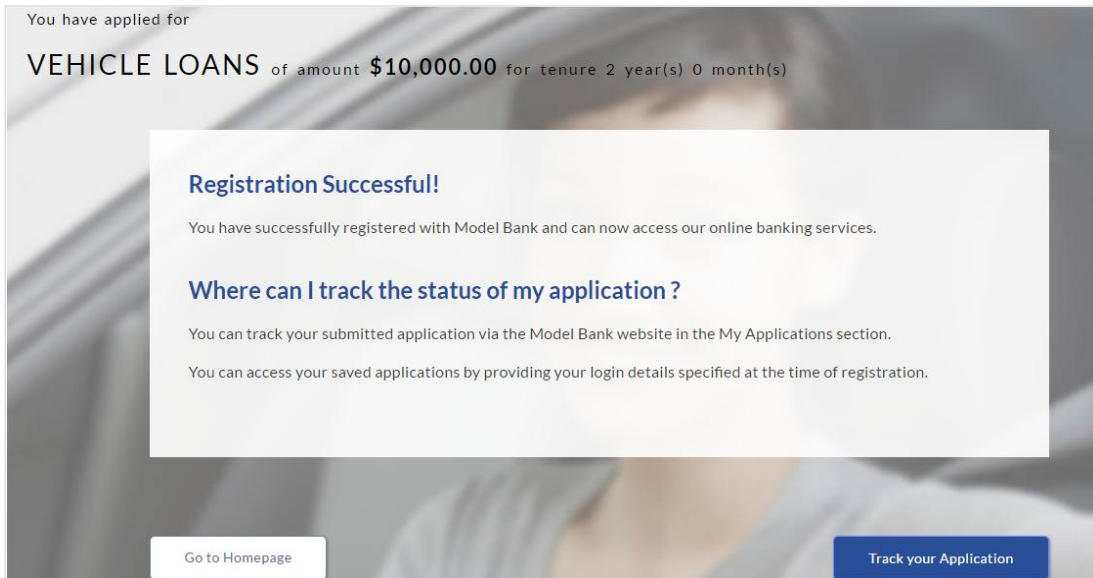 You have applied for
VEHICLE LOANS of amount $10,000.00 for tenure 2 year(s) 0 month(s)
Registration Successful!
You have successfully registered with Model Bank and can now access our online banking services.
Where can I track the status of my application ?
You can track your submitted application via the Model Bank website in the My Applications section.
You can access your saved applications by providing your login details specified at the time of registration.
Go to Homepage
Track your Application